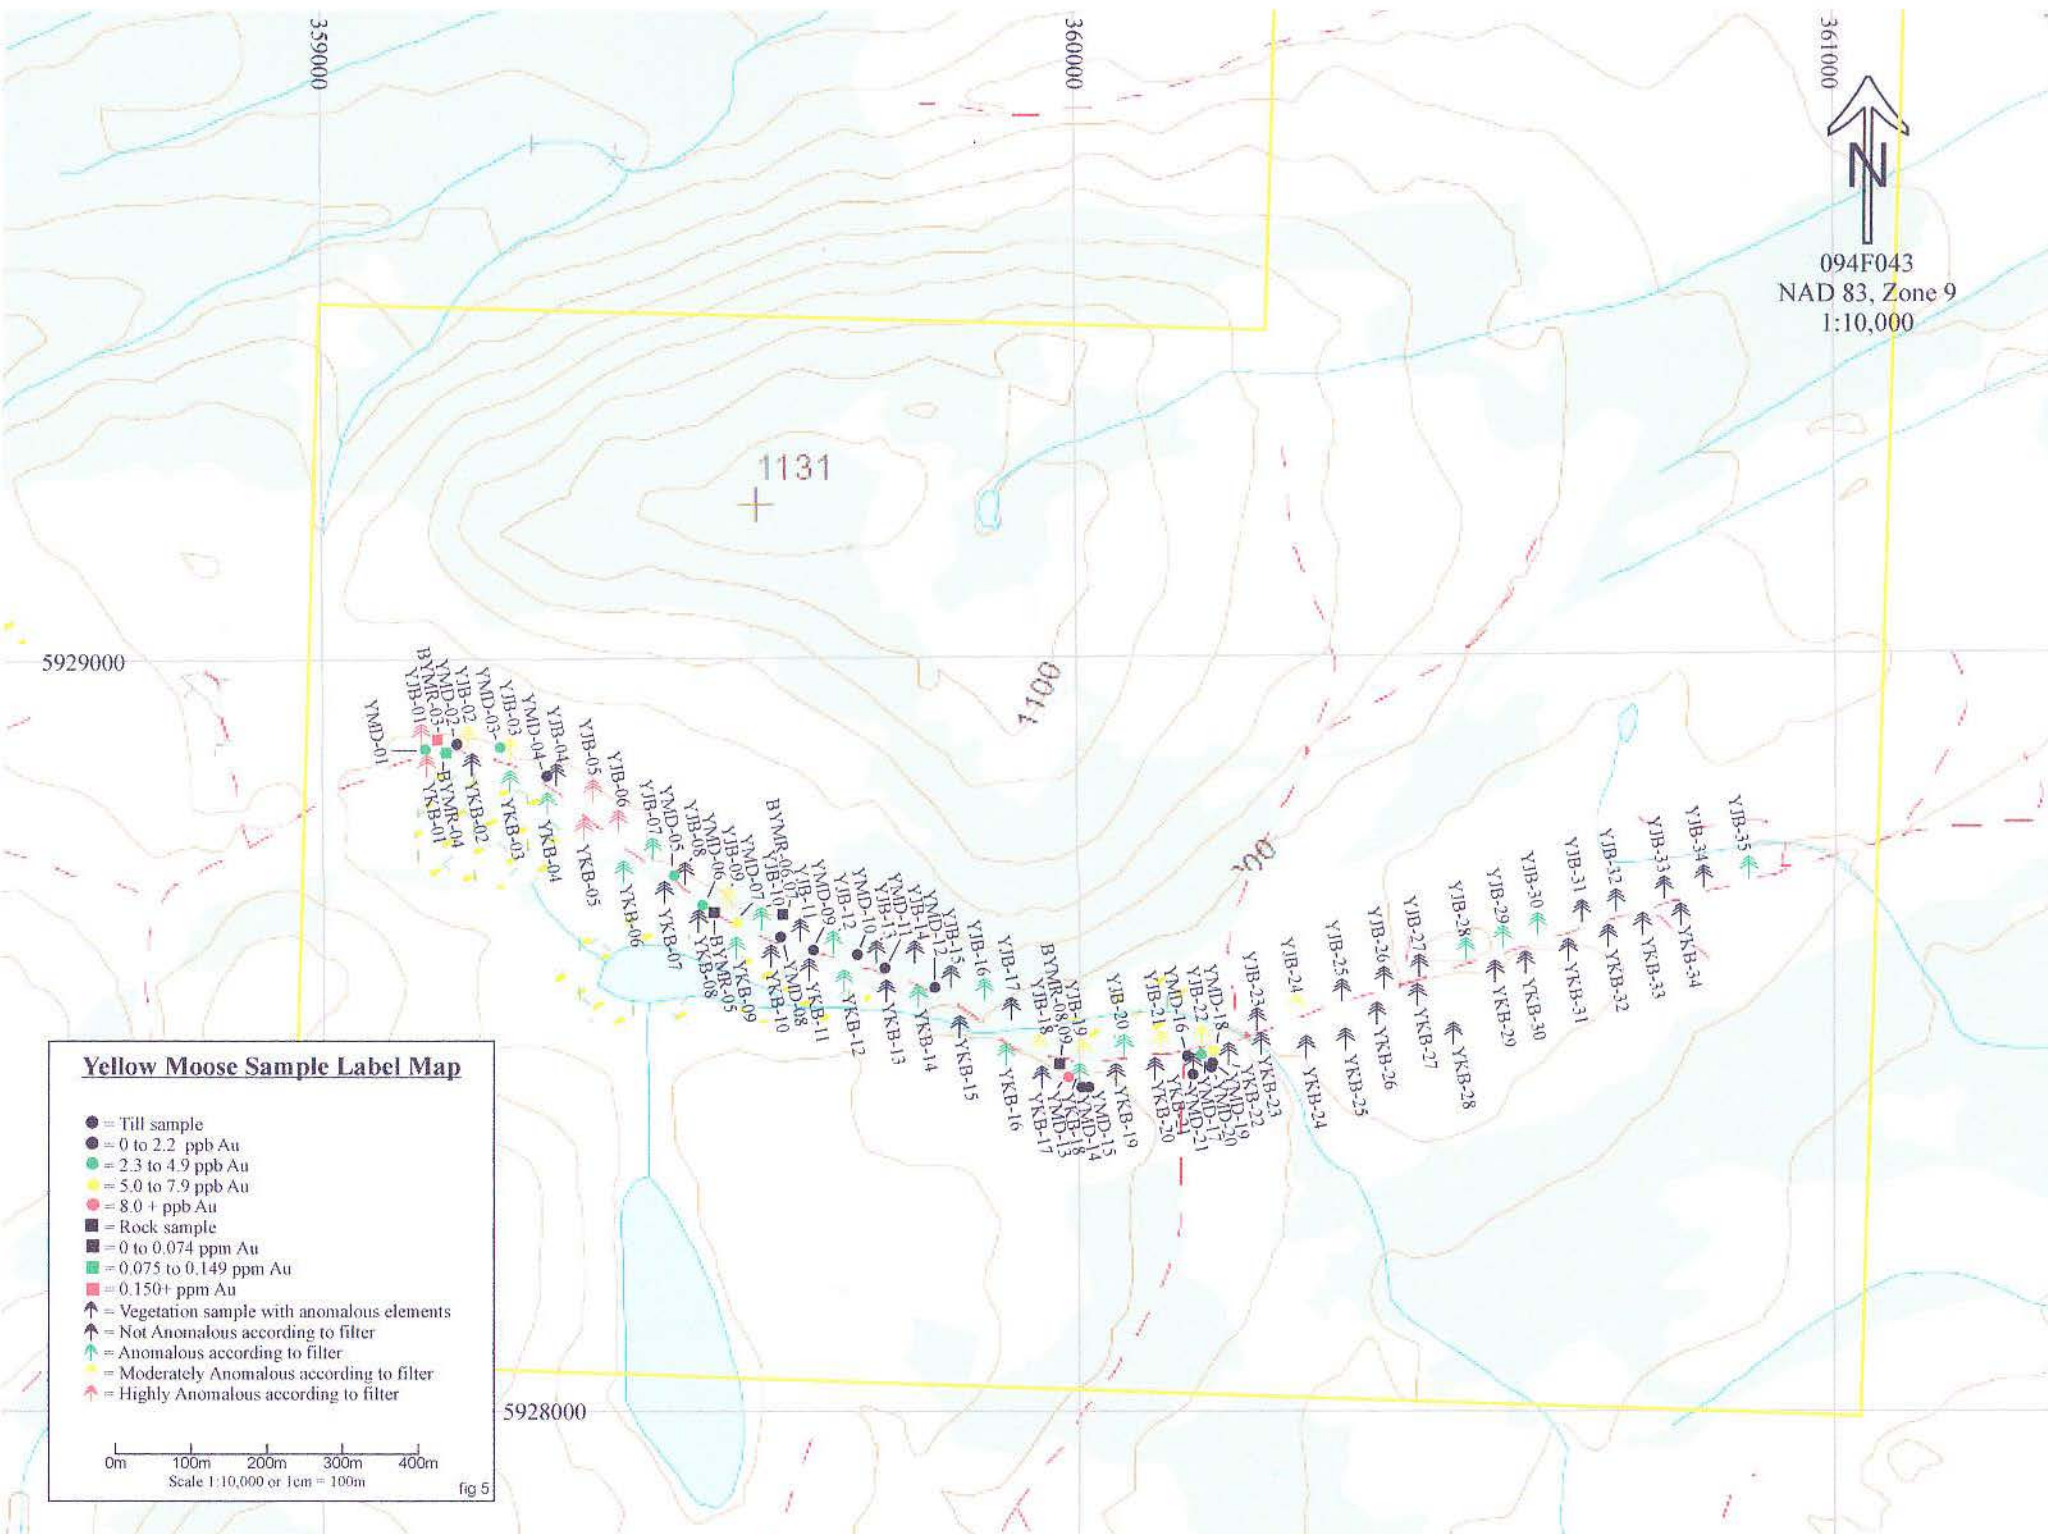 359000
360000
361000
N
094F043
NAD 83, Zone 9
1:10,000
1131
1100
5929000
5928000
YMD-01
YJB-01
BYMR-03
YMD-02
YJB-02
YMD-03
YJB-03
YMD-04
YJB-04
YJB-05
YJB-06
YJB-07
YMD-05
YJB-08
YMD-06
YJB-09
YMD-07
YJB-10
BYMR-06,07
YJB-11
YMD-09
YJB-12
YMD-10
YJB-13
YMD-11
YJB-14
YMD-12
YJB-15
YJB-16
YJB-17
YJB-18
BYMR-08,09
YJB-19
YJB-20
YJB-21
YMD-16
YJB-22
YMD-18
YJB-23
YJB-24
YJB-25
YJB-26
YJB-27
YJB-28
YJB-29
YJB-30
YJB-31
YJB-32
YJB-33
YJB-34
YJB-35
YKB-01
BYMR-04
YKB-02
YKB-03
YKB-04
YKB-05
YKB-06
YKB-07
YKB-08
BYMR-05
YKB-09
YKB-10
YMD-08
YKB-11
YKB-12
YKB-13
YKB-14
YKB-15
YKB-16
YKB-17
YMD-13
YKB-18
YMD-14
YMD-15
YKB-19
YKB-20
YKB-21
YMD-21
YMD-17
YMD-20
YMD-19
YKB-22
YKB-23
YKB-24
YKB-25
YKB-26
YKB-27
YKB-28
YKB-29
YKB-30
YKB-31
YKB-32
YKB-33
YKB-34
Yellow Moose Sample Label Map
= Till sample
= 0 to 2.2 ppb Au
= 2.3 to 4.9 ppb Au
= 5.0 to 7.9 ppb Au
= 8.0 + ppb Au
= Rock sample
= 0 to 0.074 ppm Au
= 0.075 to 0.149 ppm Au
= 0.150+ ppm Au
= Vegetation sample with anomalous elements
= Not Anomalous according to filter
= Anomalous according to filter
= Moderately Anomalous according to filter
= Highly Anomalous according to filter
0m 100m 200m 300m 400m
Scale 1:10,000 or 1cm = 100m
fig 5